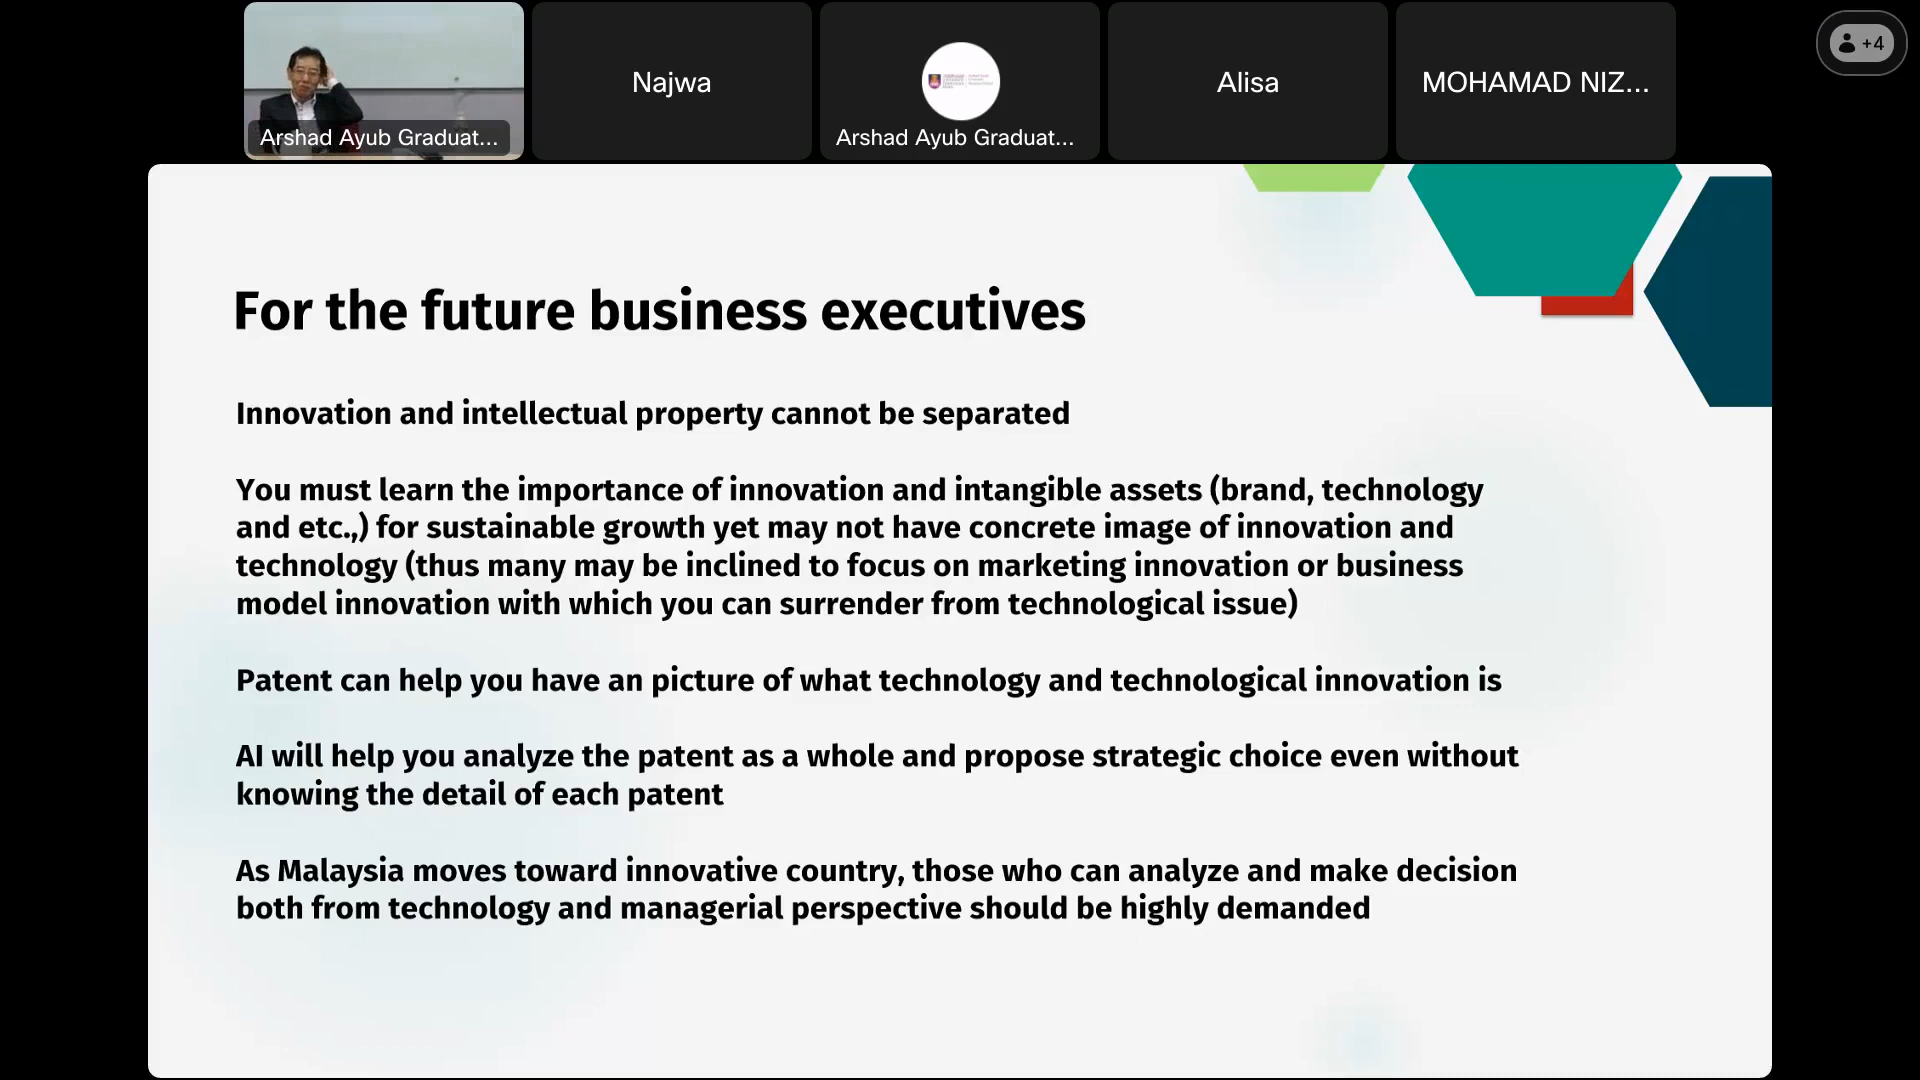 Arshad Ayub Graduat...
Najwa
Arshad Ayub Graduat...
Alisa
MOHAMAD NIZ...
+4
For the future business executives
Innovation and intellectual property cannot be separated
You must learn the importance of innovation and intangible assets (brand, technology
and etc.,) for sustainable growth yet may not have concrete image of innovation and
technology (thus many may be inclined to focus on marketing innovation or business
model innovation with which you can surrender from technological issue)
Patent can help you have an picture of what technology and technological innovation is
AI will help you analyze the patent as a whole and propose strategic choice even without
knowing the detail of each patent
As Malaysia moves toward innovative country, those who can analyze and make decision
both from technology and managerial perspective should be highly demanded